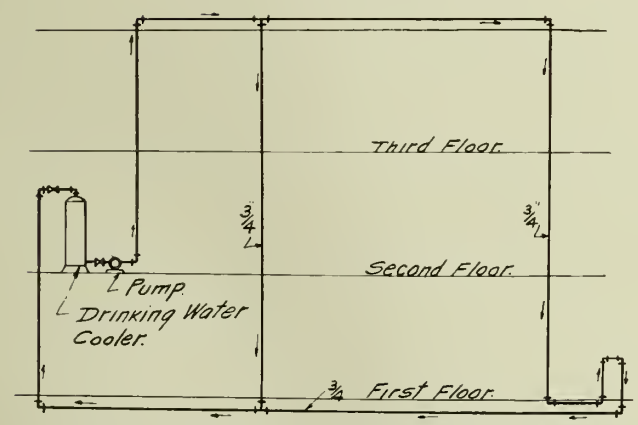 Third Floor.
3/4"
3/4"
Second Floor.
Pump.
Drinking Water
Cooler.
3/4
First Floor.